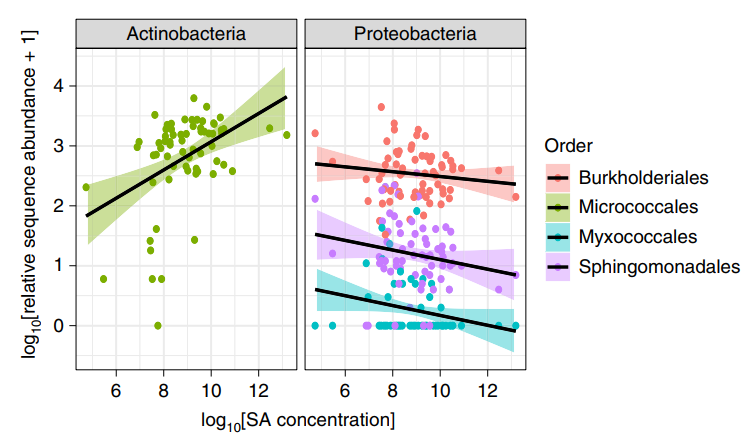 Actinobacteria Proteobacteria
log10[relative sequence abundance + 1]
4
3
2
1
0
6 8 10 12 6 8 10 12
log10[SA concentration]
Order
Burkholderiales
Micrococcales
Myxococcales
Sphingomonadales